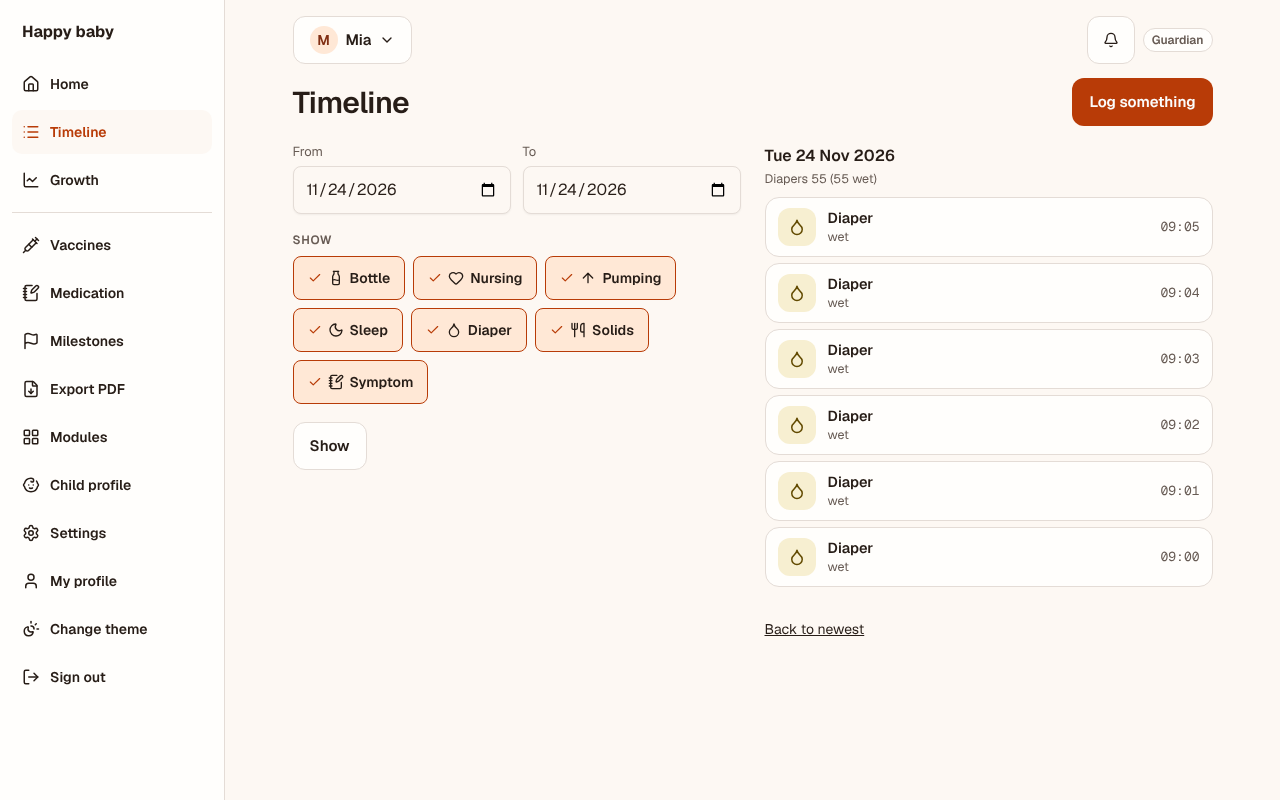 Happy baby
Home
Timeline
Growth
Vaccines
Medication
Milestones
Export PDF
Modules
Child profile
Settings
My profile
Change theme
Sign out
M Mia
Guardian
Timeline
Log something
From
To
11/24/2026
11/24/2026
SHOW
Bottle
Nursing
Pumping
Sleep
Diaper
Solids
Symptom
Show
Tue 24 Nov 2026
Diapers 55 (55 wet)
Diaper
wet
09:05
Diaper
wet
09:04
Diaper
wet
09:03
Diaper
wet
09:02
Diaper
wet
09:01
Diaper
wet
09:00
Back to newest